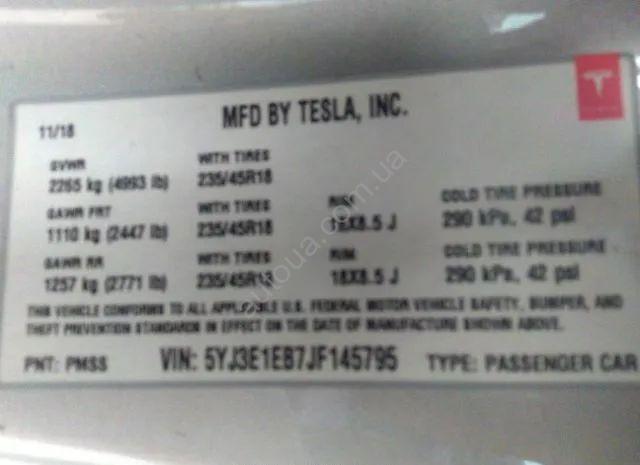 11/18 MFD BY TESLA, INC.
GVWR WITH TIRES
2265 kg (4993 lb) 235/45R18
GAWR FRT WITH TIRES RIM COLD TIRE PRESSURE
1110 kg (2447 lb) 235/45R18 18X8.5 J 290 kPa, 42 psi
GAWR RR WITH TIRES RIM COLD TIRE PRESSURE
1257 kg (2771 lb) 235/45R18 18X8.5 J 290 kPa, 42 psi
THIS VEHICLE CONFORMS TO ALL APPLICABLE U.S. FEDERAL MOTOR VEHICLE SAFETY, BUMPER, AND
THEFT PREVENTION STANDARDS IN EFFECT ON THE DATE OF MANUFACTURE SHOWN ABOVE.
PNT: PMSS VIN: 5YJ3E1EB7JF145795 TYPE: PASSENGER CAR